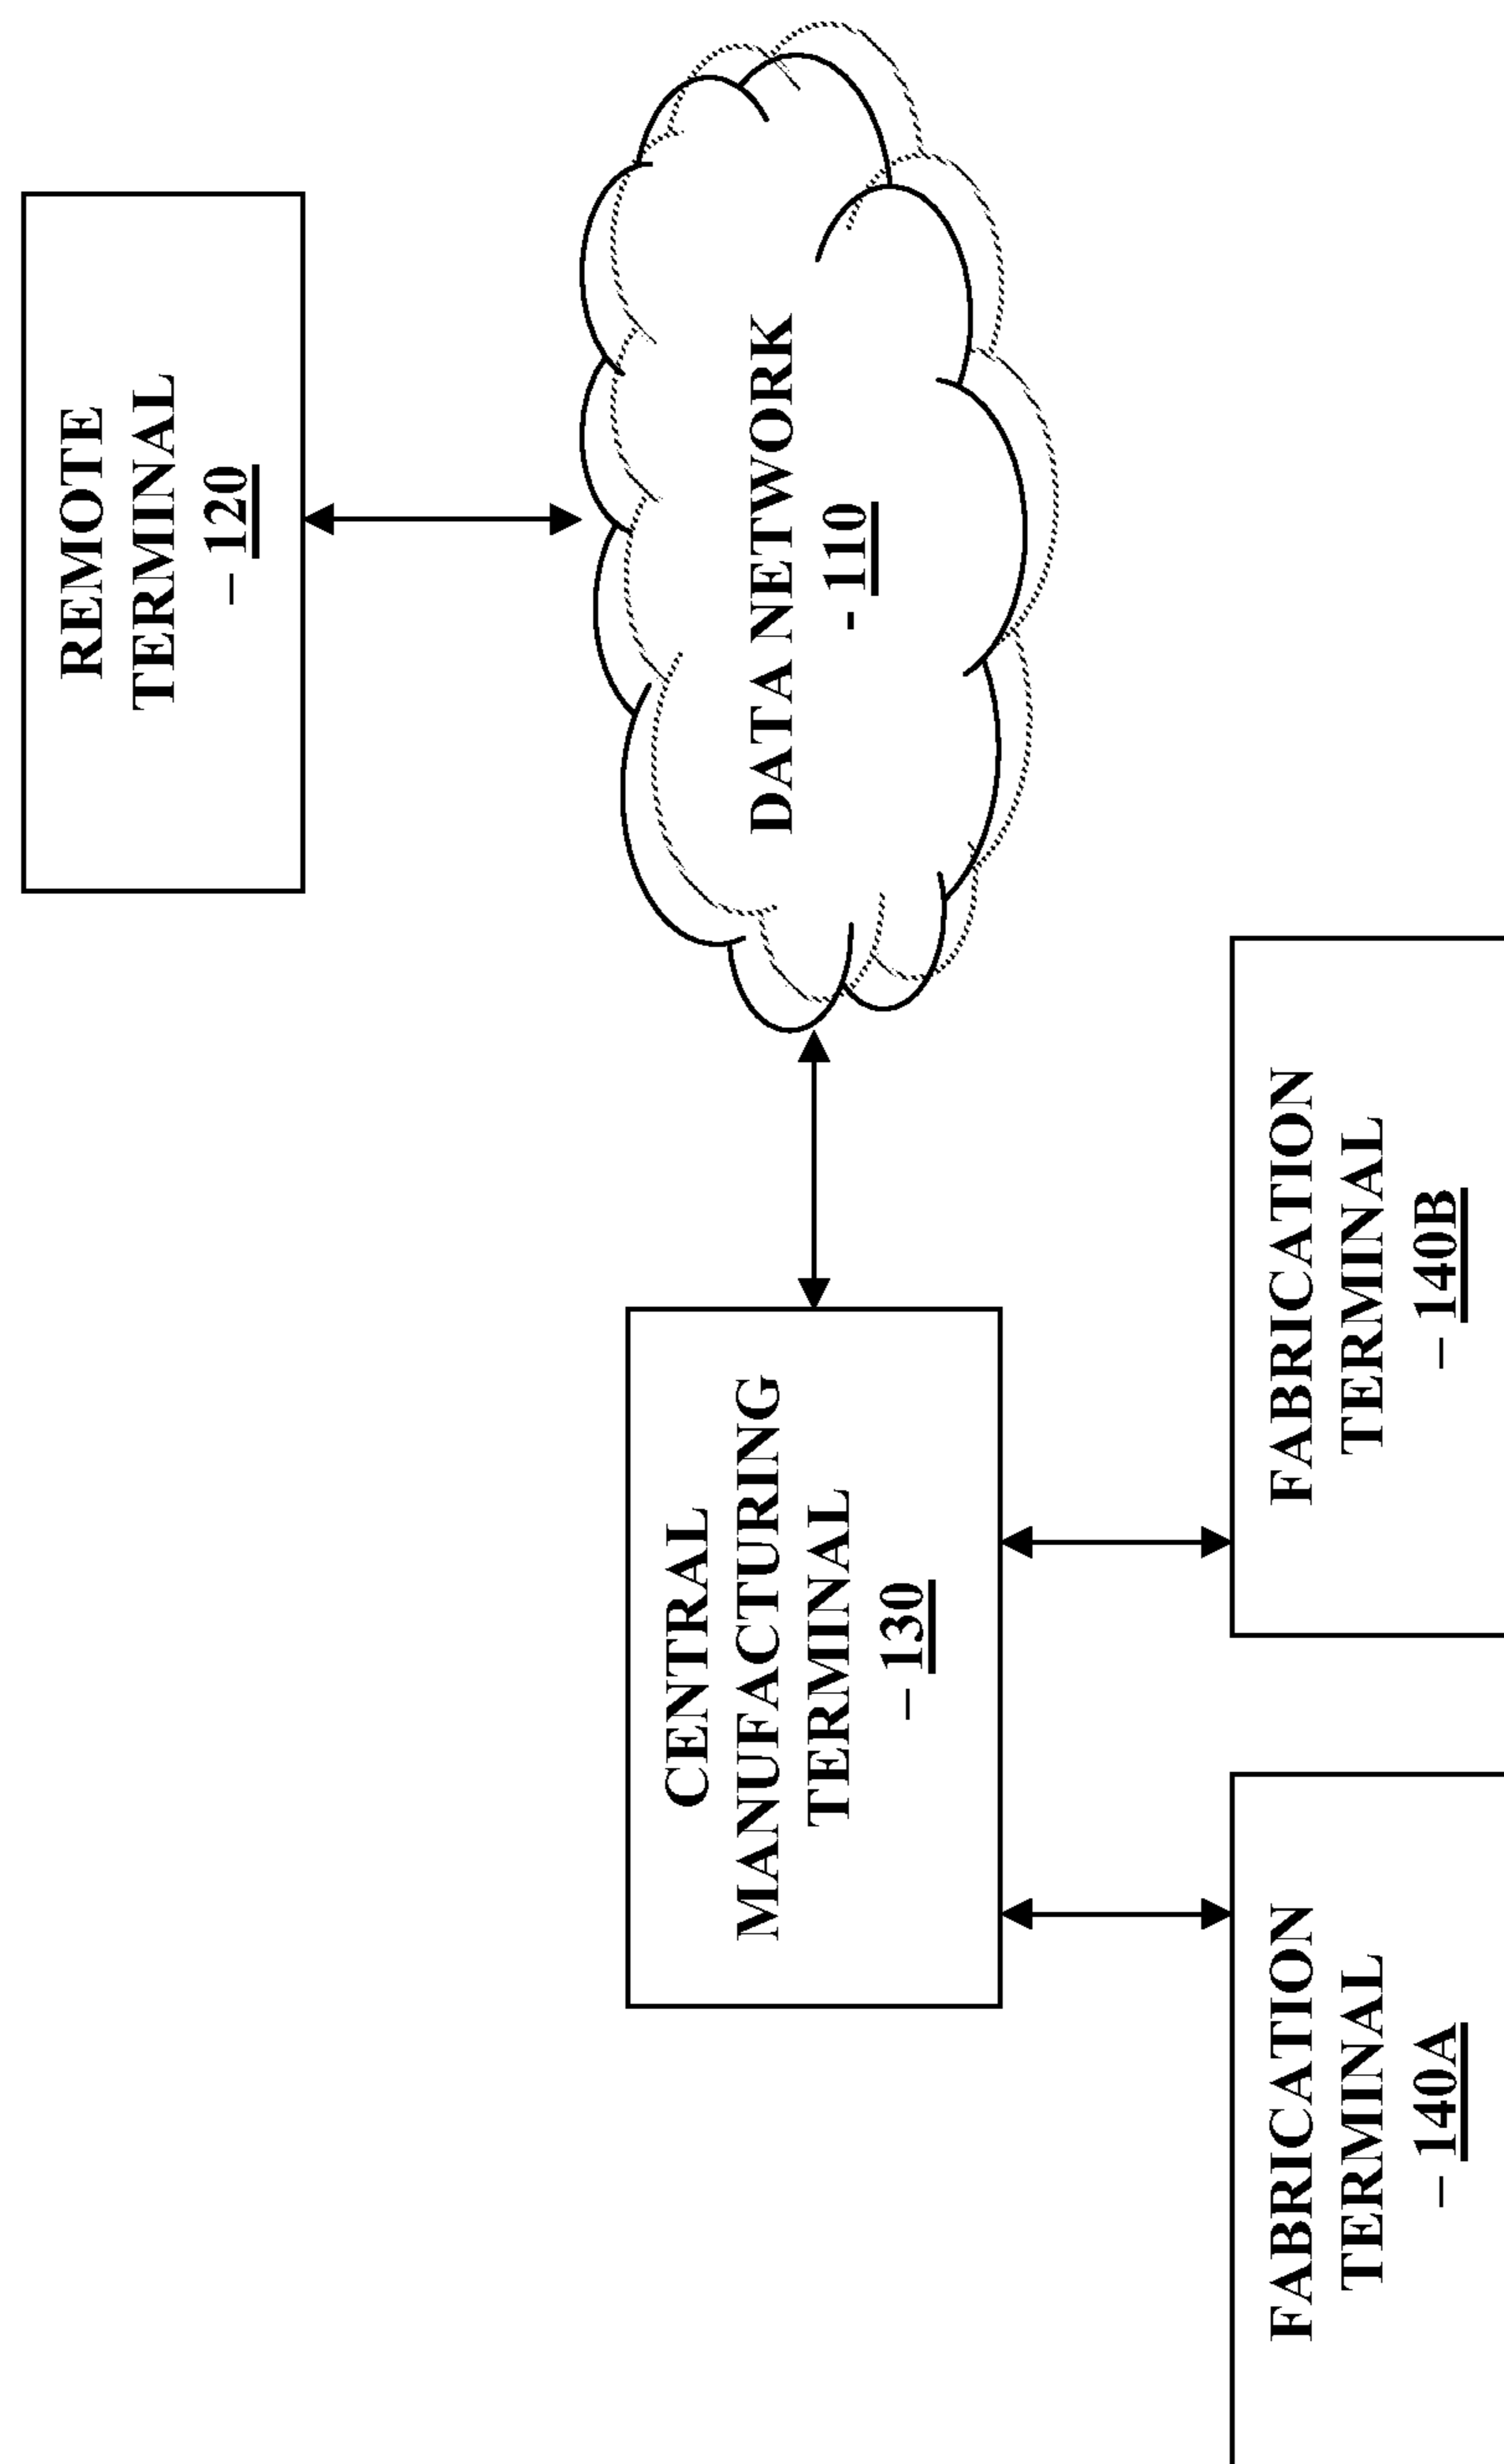 REMOTE
TERMINAL
– 120
DATA NETWORK
- 110
CENTRAL
MANUFACTURING
TERMINAL
– 130
FABRICATION
TERMINAL
– 140A
FABRICATION
TERMINAL
– 140B